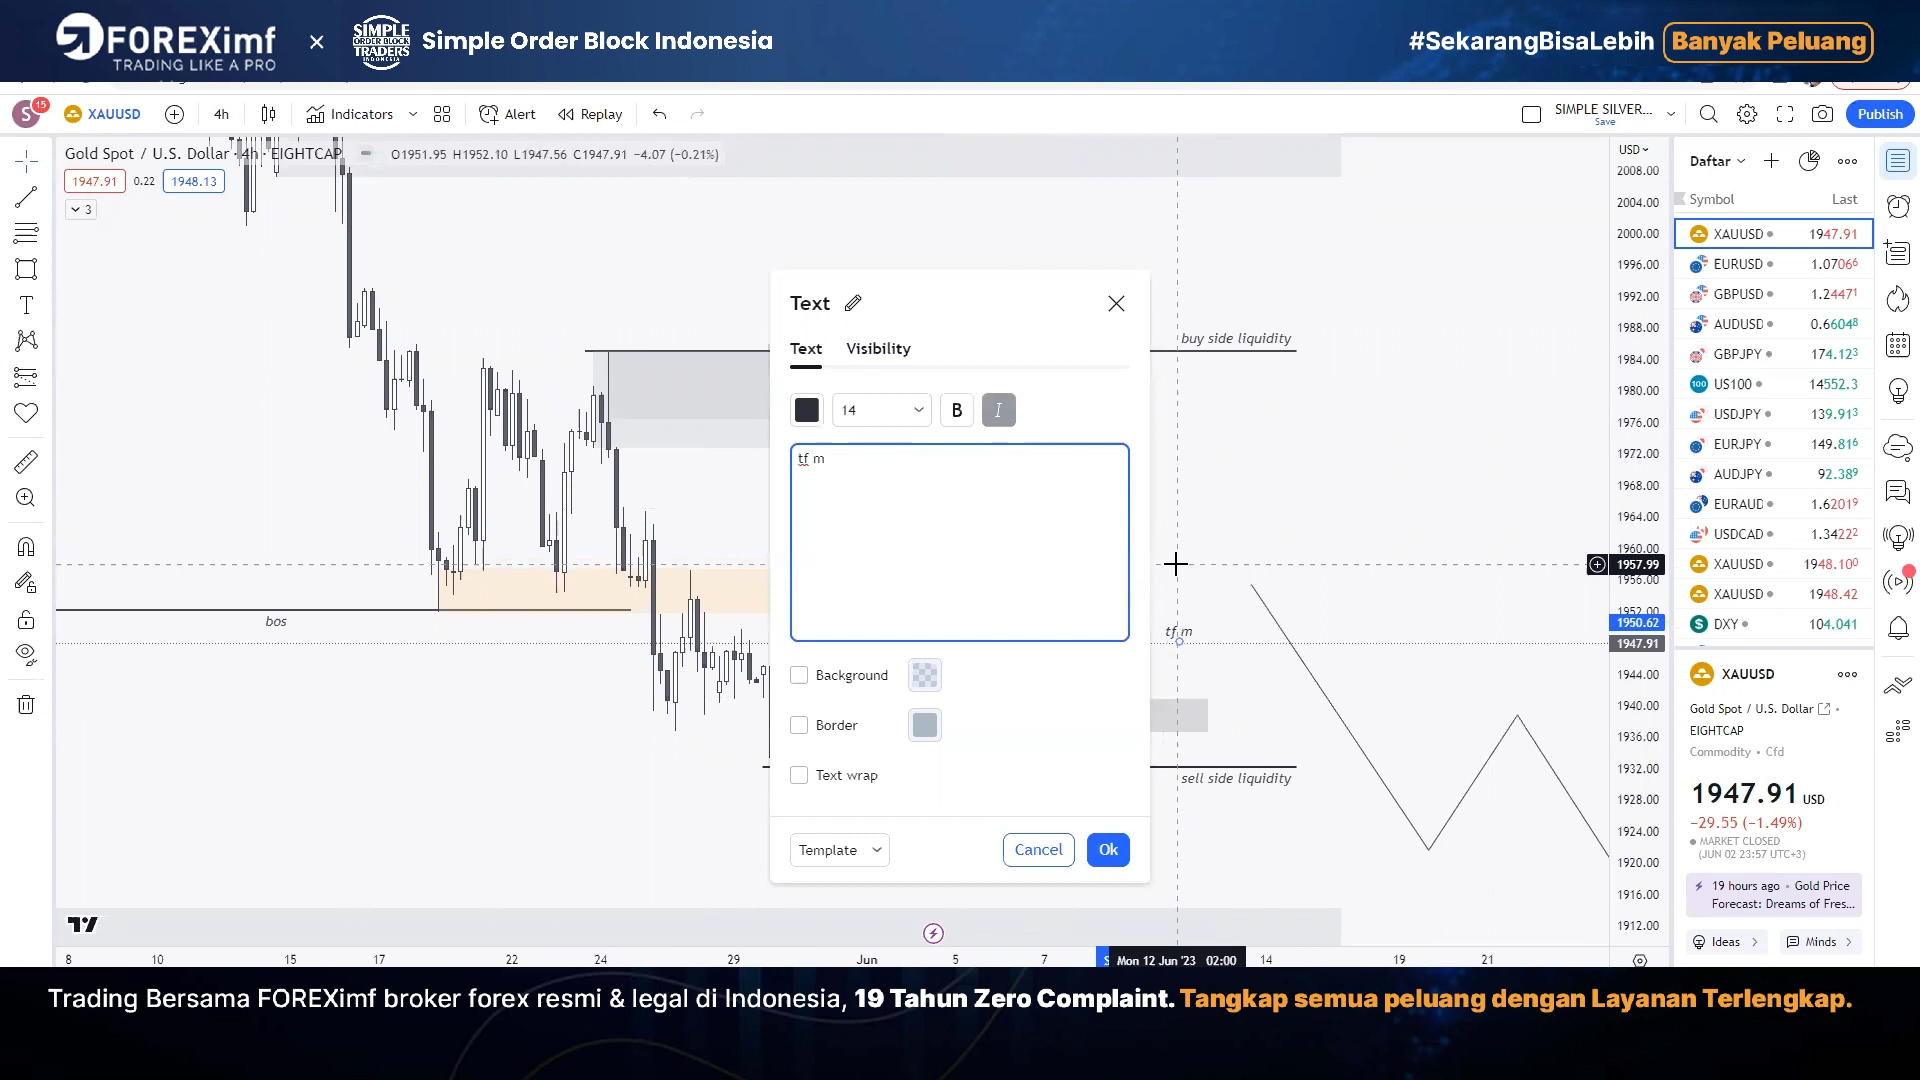 FOREXimf
TRADING LIKE A PRO
×
SIMPLE
ORDER BLOCK
TRADERS
INDONESIA
Simple Order Block Indonesia
#SekarangBisaLebih Banyak Peluang
S
15
XAUUSD
4h
Indicators
Alert
Replay
SIMPLE SILVER...
Save
Publish
Gold Spot / U.S. Dollar · 4h · EIGHTCAP
O1951.95 H1952.10 L1947.56 C1947.91 −4.07 (−0.21%)
1947.91
0.22
1948.13
3
buy side liquidity
bos
tf m
sell side liquidity
Text
Text
Visibility
14
B
I
tf m
Background
Border
Text wrap
Template
Cancel
Ok
USD
2008.00
2004.00
2000.00
1996.00
1992.00
1988.00
1984.00
1980.00
1976.00
1972.00
1968.00
1964.00
1960.00
1957.99
1956.00
1952.00
1950.62
1947.91
1944.00
1940.00
1936.00
1932.00
1928.00
1924.00
1920.00
1916.00
1912.00
8
10
15
17
22
24
29
Jun
5
7
Mon 12 Jun '23 02:00
14
19
21
Daftar
Symbol Last
XAUUSD 1947.91
EURUSD 1.07066
GBPUSD 1.24471
AUDUSD 0.66048
GBPJPY 174.123
100 US100 14552.3
USDJPY 139.913
EURJPY 149.816
AUDJPY 92.389
EURAUD 1.62019
USDCAD 1.34222
XAUUSD 1948.100
XAUUSD 1948.42
DXY 104.041
XAUUSD
Gold Spot / U.S. Dollar
EIGHTCAP
Commodity • Cfd
1947.91 USD
−29.55 (−1.49%)
MARKET CLOSED
(JUN 02 23:57 UTC+3)
19 hours ago • Gold Price
Forecast: Dreams of Fres...
Ideas
Minds
Trading Bersama FOREXimf broker forex resmi & legal di Indonesia, 19 Tahun Zero Complaint. Tangkap semua peluang dengan Layanan Terlengkap.